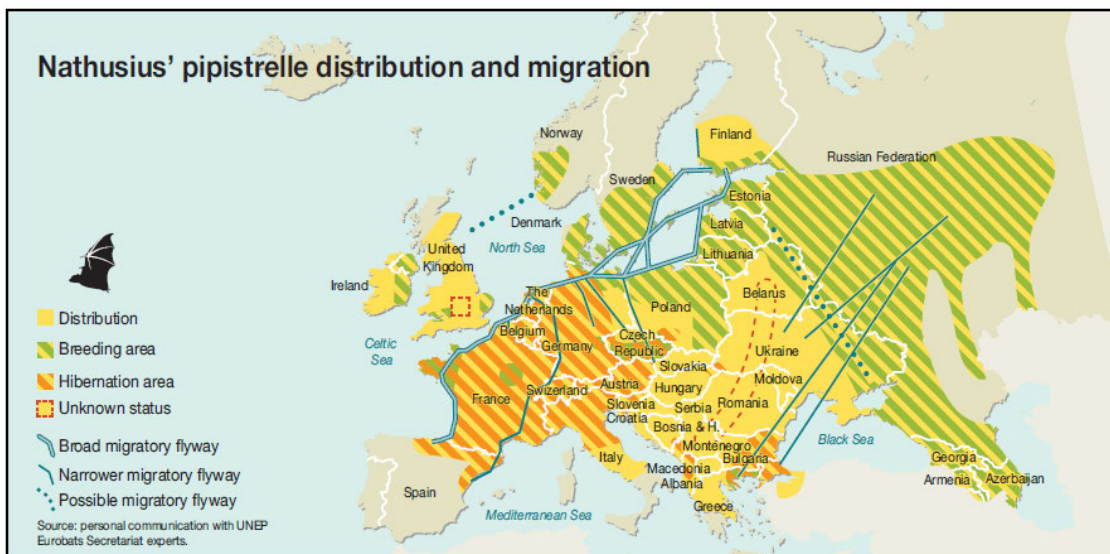 Nathusius' pipistrelle distribution and migration
Norway
Finland
Russian Federation
Sweden
Estonia
Denmark
Latvia
North Sea
United
Kingdom
Lithuania
Ireland
The
Netherlands
Belarus
Poland
Belgium
Celtic
Sea
Germany
Czech
Republic
Ukraine
Slovakia
Moldova
France
Swizerland
Austria
Hungary
Slovenia
Croatia
Serbia
Romania
Bosnia & H.
Black Sea
Montenegro
Bulgaria
Italy
Georgia
Macedonia
Albania
Armenia
Azerbaijan
Spain
Greece
Mediterranean Sea
Distribution
Breeding area
Hibernation area
Unknown status
Broad migratory flyway
Narrower migratory flyway
Possible migratory flyway
Source: personal communication with UNEP
Eurobats Secretariat experts.